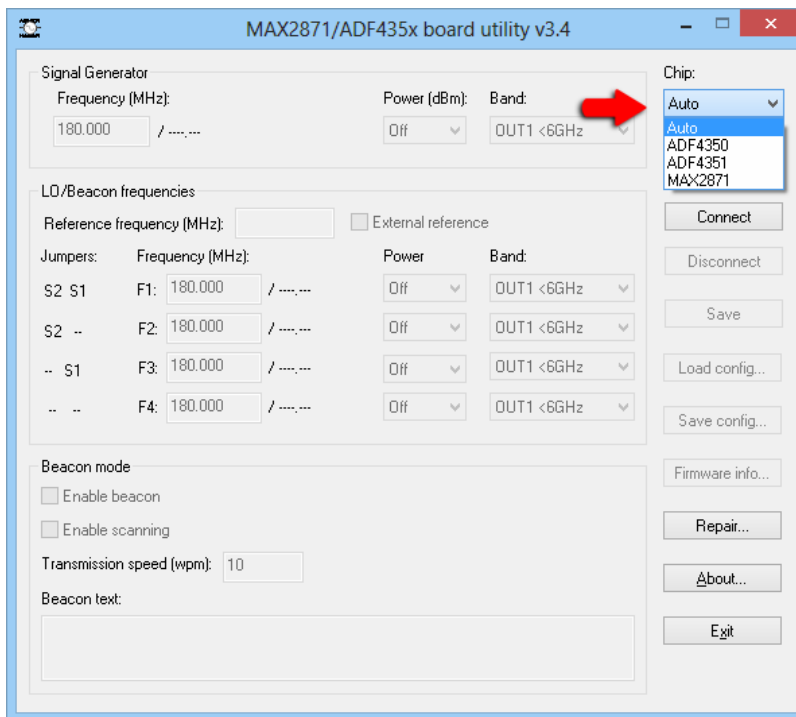 MAX2871/ADF435x board utility v3.4
Signal Generator
Frequency (MHz): Power (dBm): Band:
180.000 / ----.--- Off OUT1 <6GHz
Chip:
Auto
Auto
ADF4350
ADF4351
MAX2871
LO/Beacon frequencies
Reference frequency (MHz): External reference
Jumpers: Frequency (MHz): Power Band:
S2 S1 F1: 180.000 / ----.--- Off OUT1 <6GHz
S2 -- F2: 180.000 / ----.--- Off OUT1 <6GHz
-- S1 F3: 180.000 / ----.--- Off OUT1 <6GHz
-- -- F4: 180.000 / ----.--- Off OUT1 <6GHz
Beacon mode
Enable beacon
Enable scanning
Transmission speed (wpm): 10
Beacon text:
Connect
Disconnect
Save
Load config...
Save config...
Firmware info...
Repair...
About...
Exit